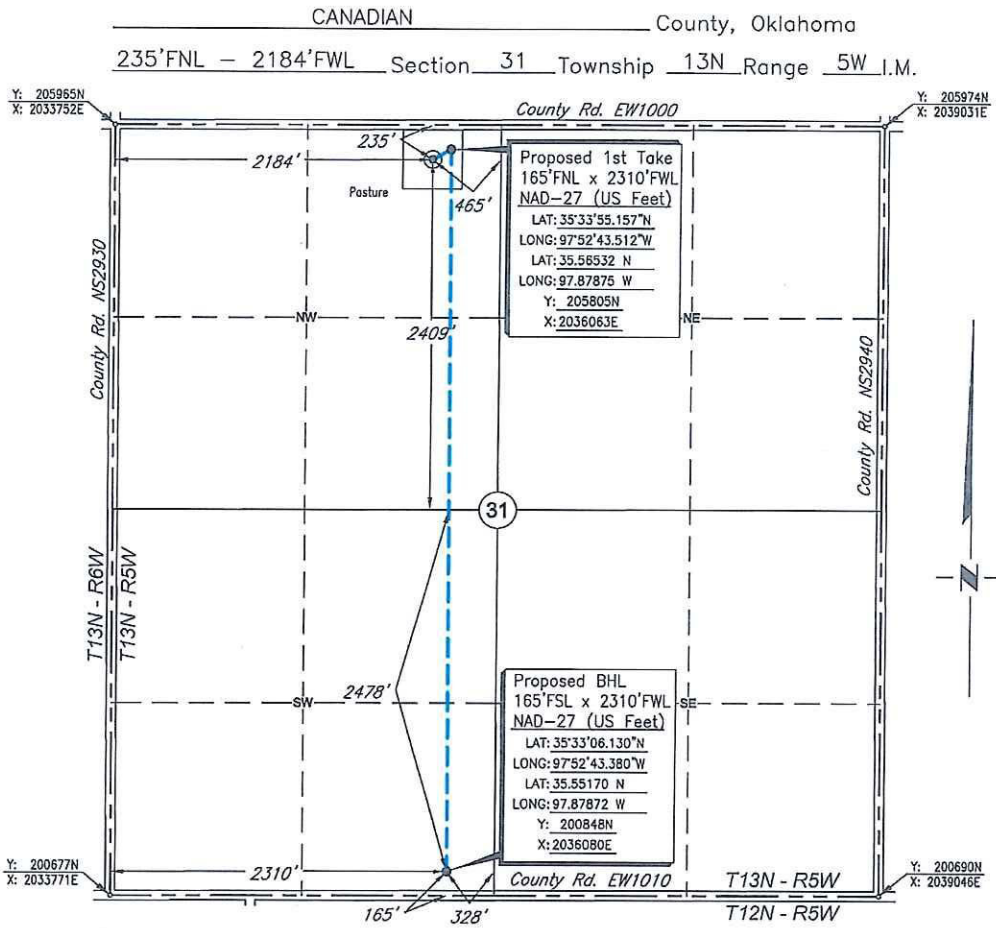 CANADIAN County, Oklahoma
235'FNL - 2184'FWL Section 31 Township 13N Range 5W I.M.
Y: 205965N
X: 2033752E
County Rd. EW1000
Y: 205974N
X: 2039031E
235'
2184'
Pasture
465'
Proposed 1st Take
165'FNL x 2310'FWL
NAD-27 (US Feet)
LAT: 35°33'55.157"N
LONG: 97°52'43.512"W
LAT: 35.56532 N
LONG: 97.87875 W
Y: 205805N
X: 2036063E
County Rd. NS2930
NW
2409'
NE
County Rd. NS2940
31
T13N - R6W
T13N - R5W
N
SW
2478'
SE
Proposed BHL
165'FSL x 2310'FWL
NAD-27 (US Feet)
LAT: 35°33'06.130"N
LONG: 97°52'43.380"W
LAT: 35.55170 N
LONG: 97.87872 W
Y: 200848N
X: 2036080E
Y: 200677N
X: 2033771E
2310'
County Rd. EW1010
T13N - R5W
Y: 200690N
X: 2039046E
165'
328'
T12N - R5W